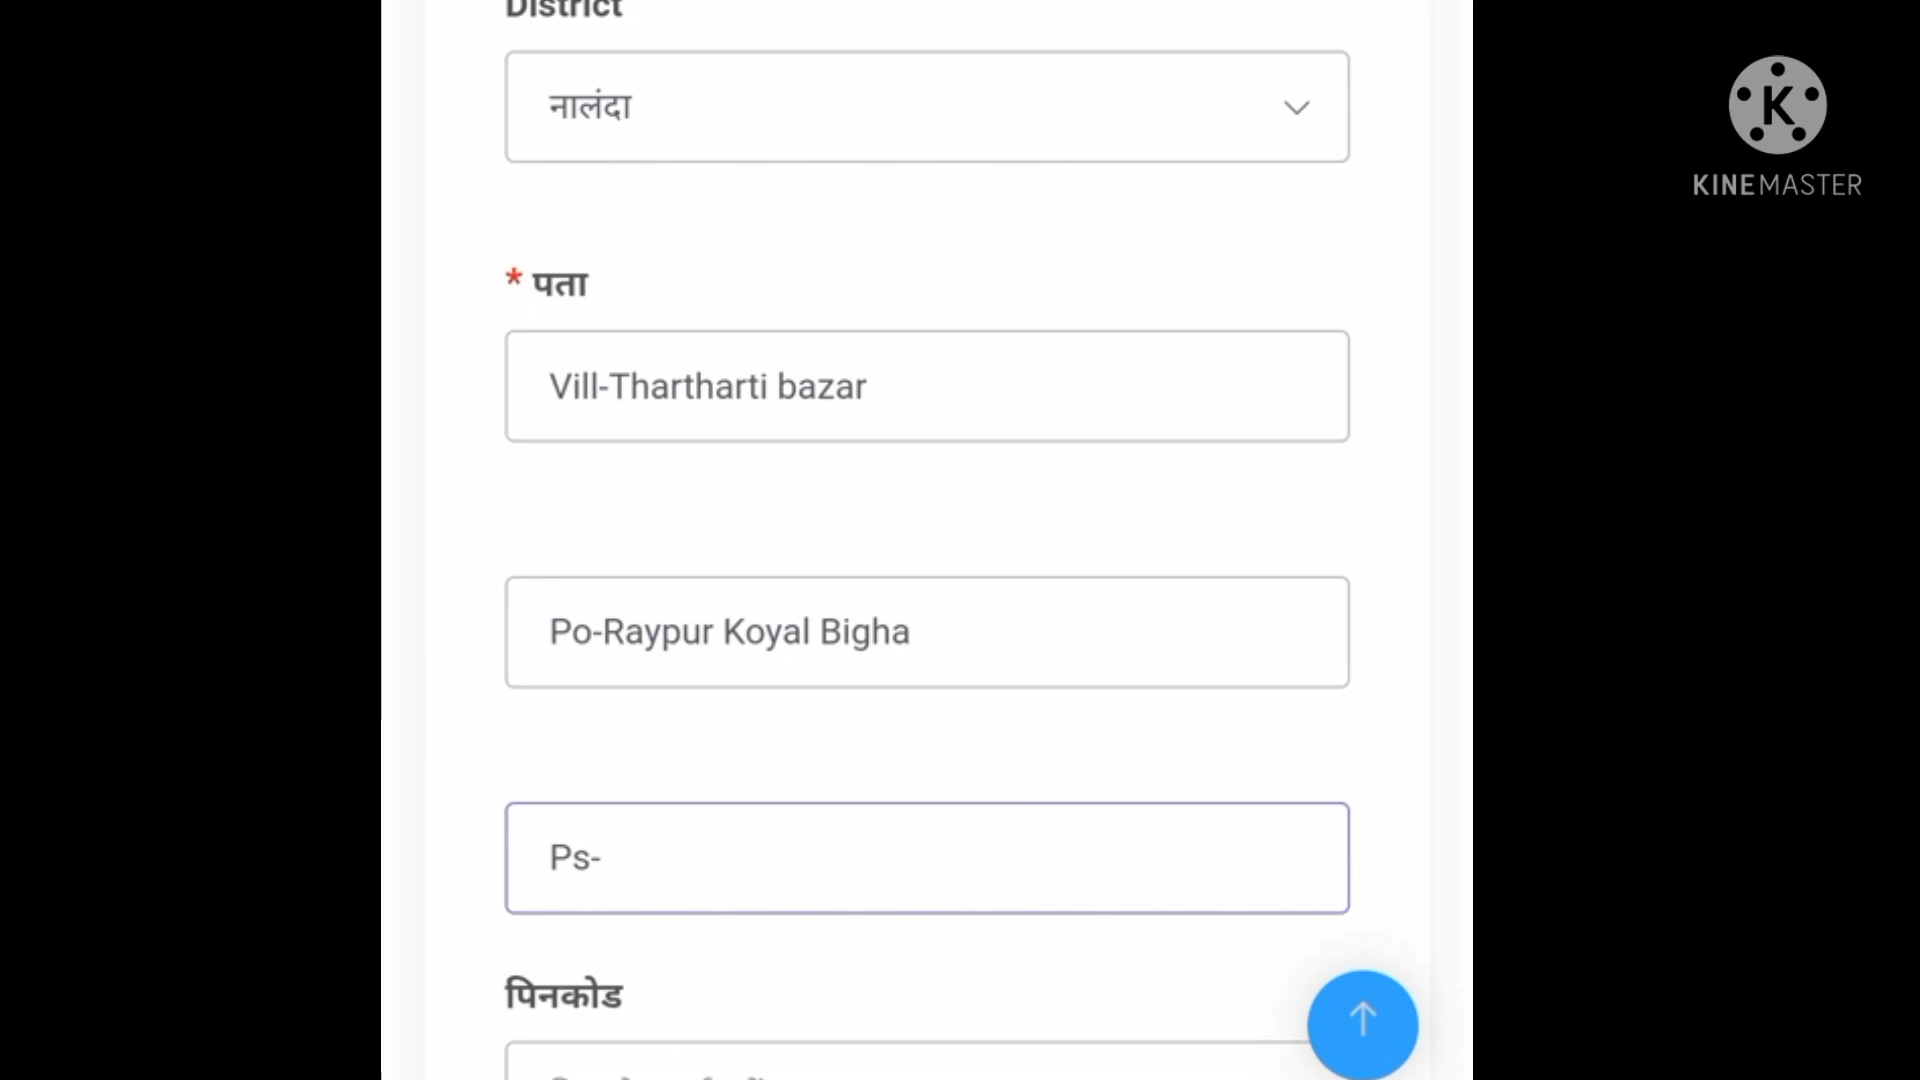 District
नालंदा
* पता
Vill-Thartharti bazar
Po-Raypur Koyal Bigha
Ps-
पिनकोड
KINEMASTER